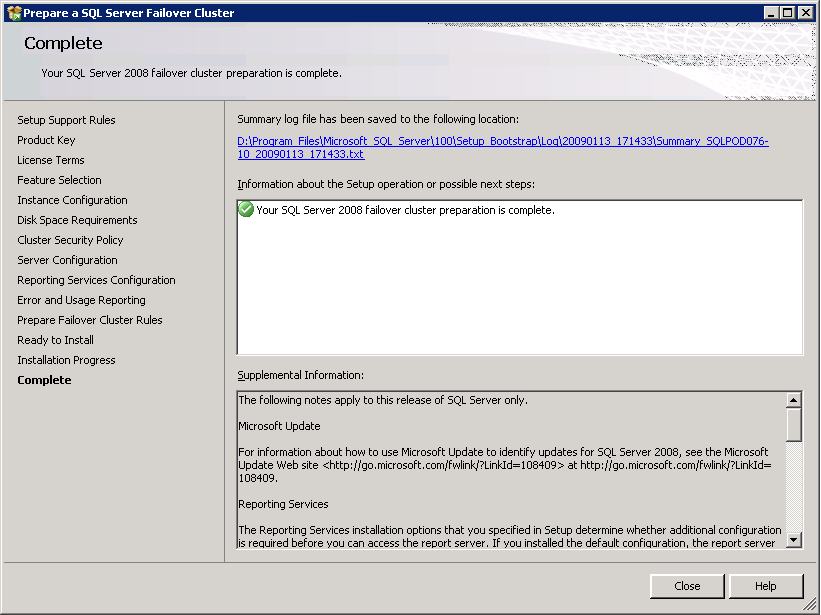 Prepare a SQL Server Failover Cluster
Complete
Your SQL Server 2008 failover cluster preparation is complete.
Setup Support Rules
Product Key
License Terms
Feature Selection
Instance Configuration
Disk Space Requirements
Cluster Security Policy
Server Configuration
Reporting Services Configuration
Error and Usage Reporting
Prepare Failover Cluster Rules
Ready to Install
Installation Progress
Complete
Summary log file has been saved to the following location:
D:\Program Files\Microsoft SQL Server\100\Setup Bootstrap\Log\20090113_171433\Summary_SQLPOD076-
10_20090113_171433.txt
Information about the Setup operation or possible next steps:
Your SQL Server 2008 failover cluster preparation is complete.
Supplemental Information:
The following notes apply to this release of SQL Server only.
Microsoft Update
For information about how to use Microsoft Update to identify updates for SQL Server 2008, see the Microsoft
Update Web site <http://go.microsoft.com/fwlink/?LinkId=108409> at http://go.microsoft.com/fwlink/?LinkId=
108409.
Reporting Services
The Reporting Services installation options that you specified in Setup determine whether additional configuration
is required before you can access the report server. If you installed the default configuration, the report server
Close
Help